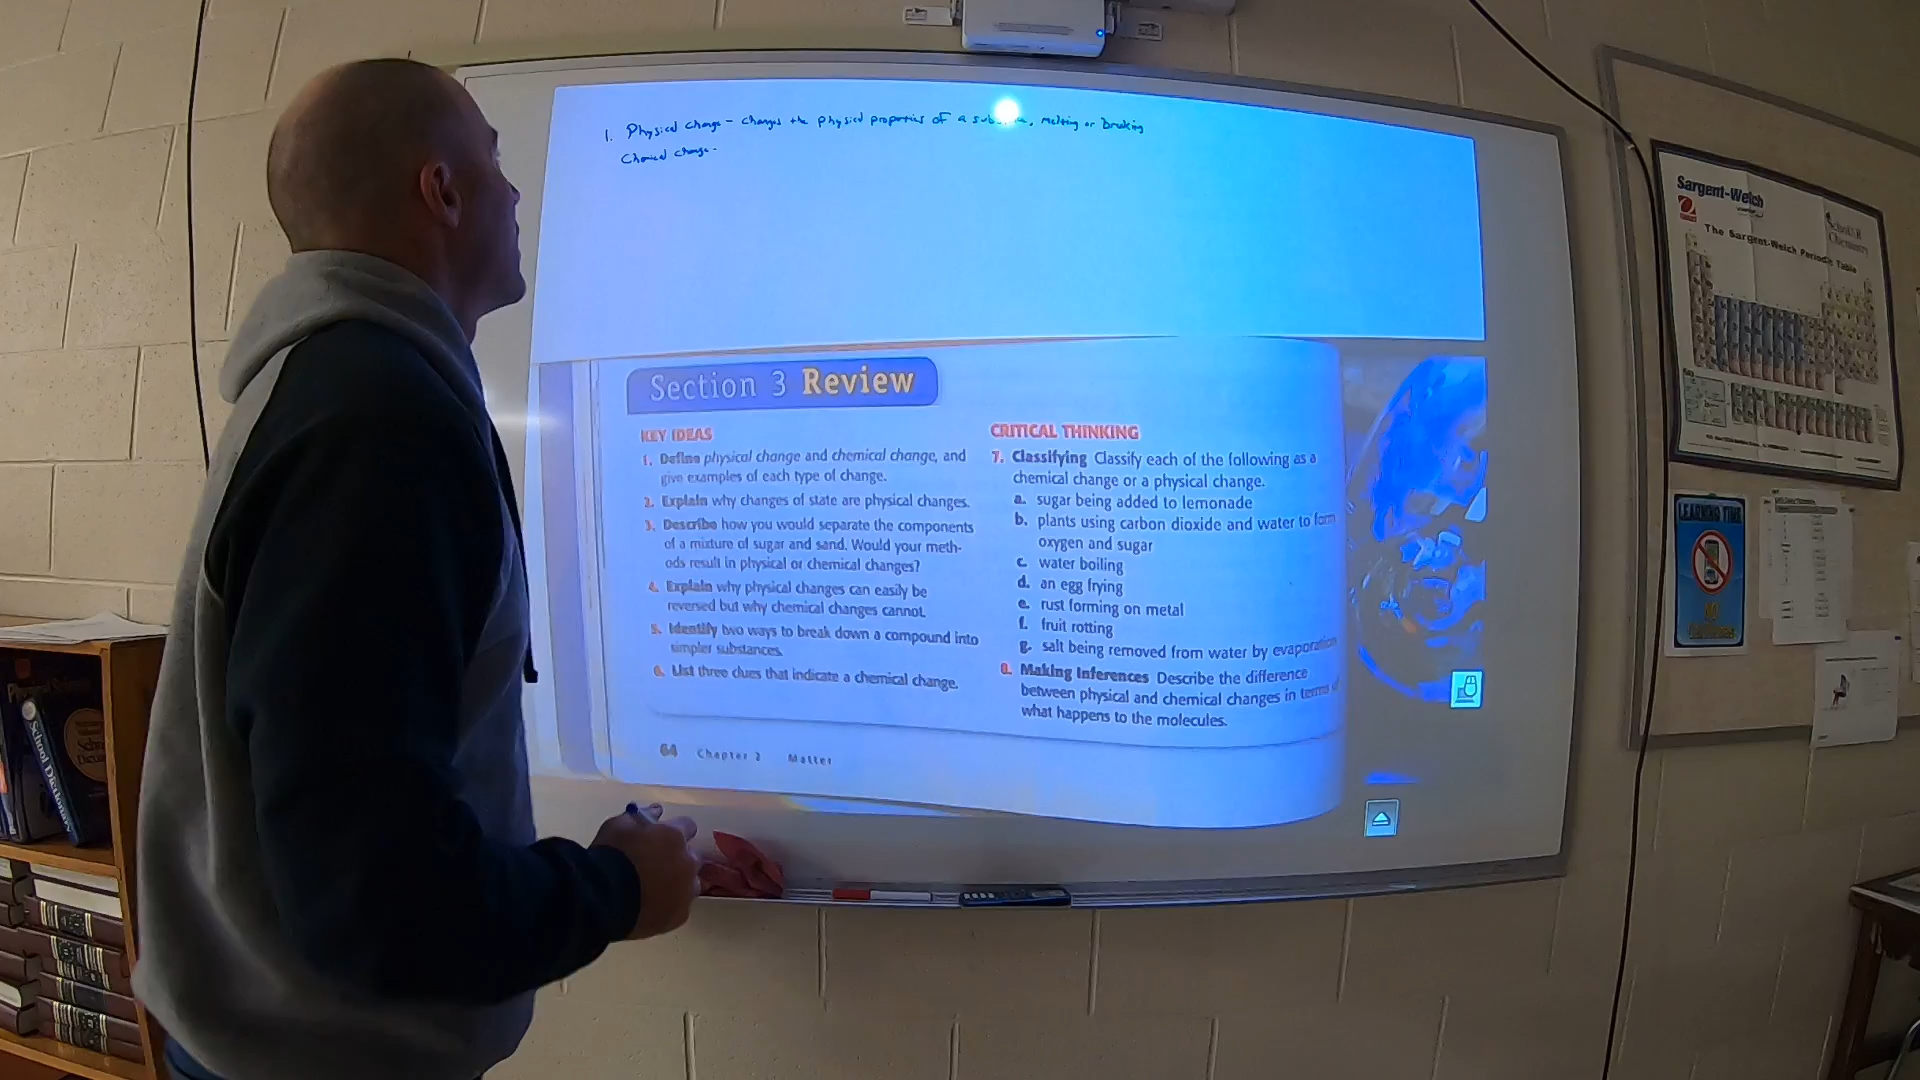 1. Physical change - changes the physical properties of a , melting or breaking
Chemical change -
Section 3 Review
KEY IDEAS
1. Define physical change and chemical change, and
give examples of each type of change.
2. Explain why changes of state are physical changes.
3. Describe how you would separate the components
of a mixture of sugar and sand. Would your meth-
ods result in physical or chemical changes?
4. Explain why physical changes can easily be
reversed but why chemical changes cannot.
5. Identify two ways to break down a compound into
simpler substances.
6. List three clues that indicate a chemical change.
CRITICAL THINKING
7. Classifying Classify each of the following as a
chemical change or a physical change.
a. sugar being added to lemonade
b. plants using carbon dioxide and water to form
oxygen and sugar
c. water boiling
d. an egg frying
e. rust forming on metal
f. fruit rotting
g. salt being removed from water by evaporation
8. Making Inferences Describe the difference
between physical and chemical changes in terms of
what happens to the molecules.
64 Chapter 2 Matter
Sargent-Welch
The Sargent-Welch Periodic Table
LEARNING TIME
School Dictionary